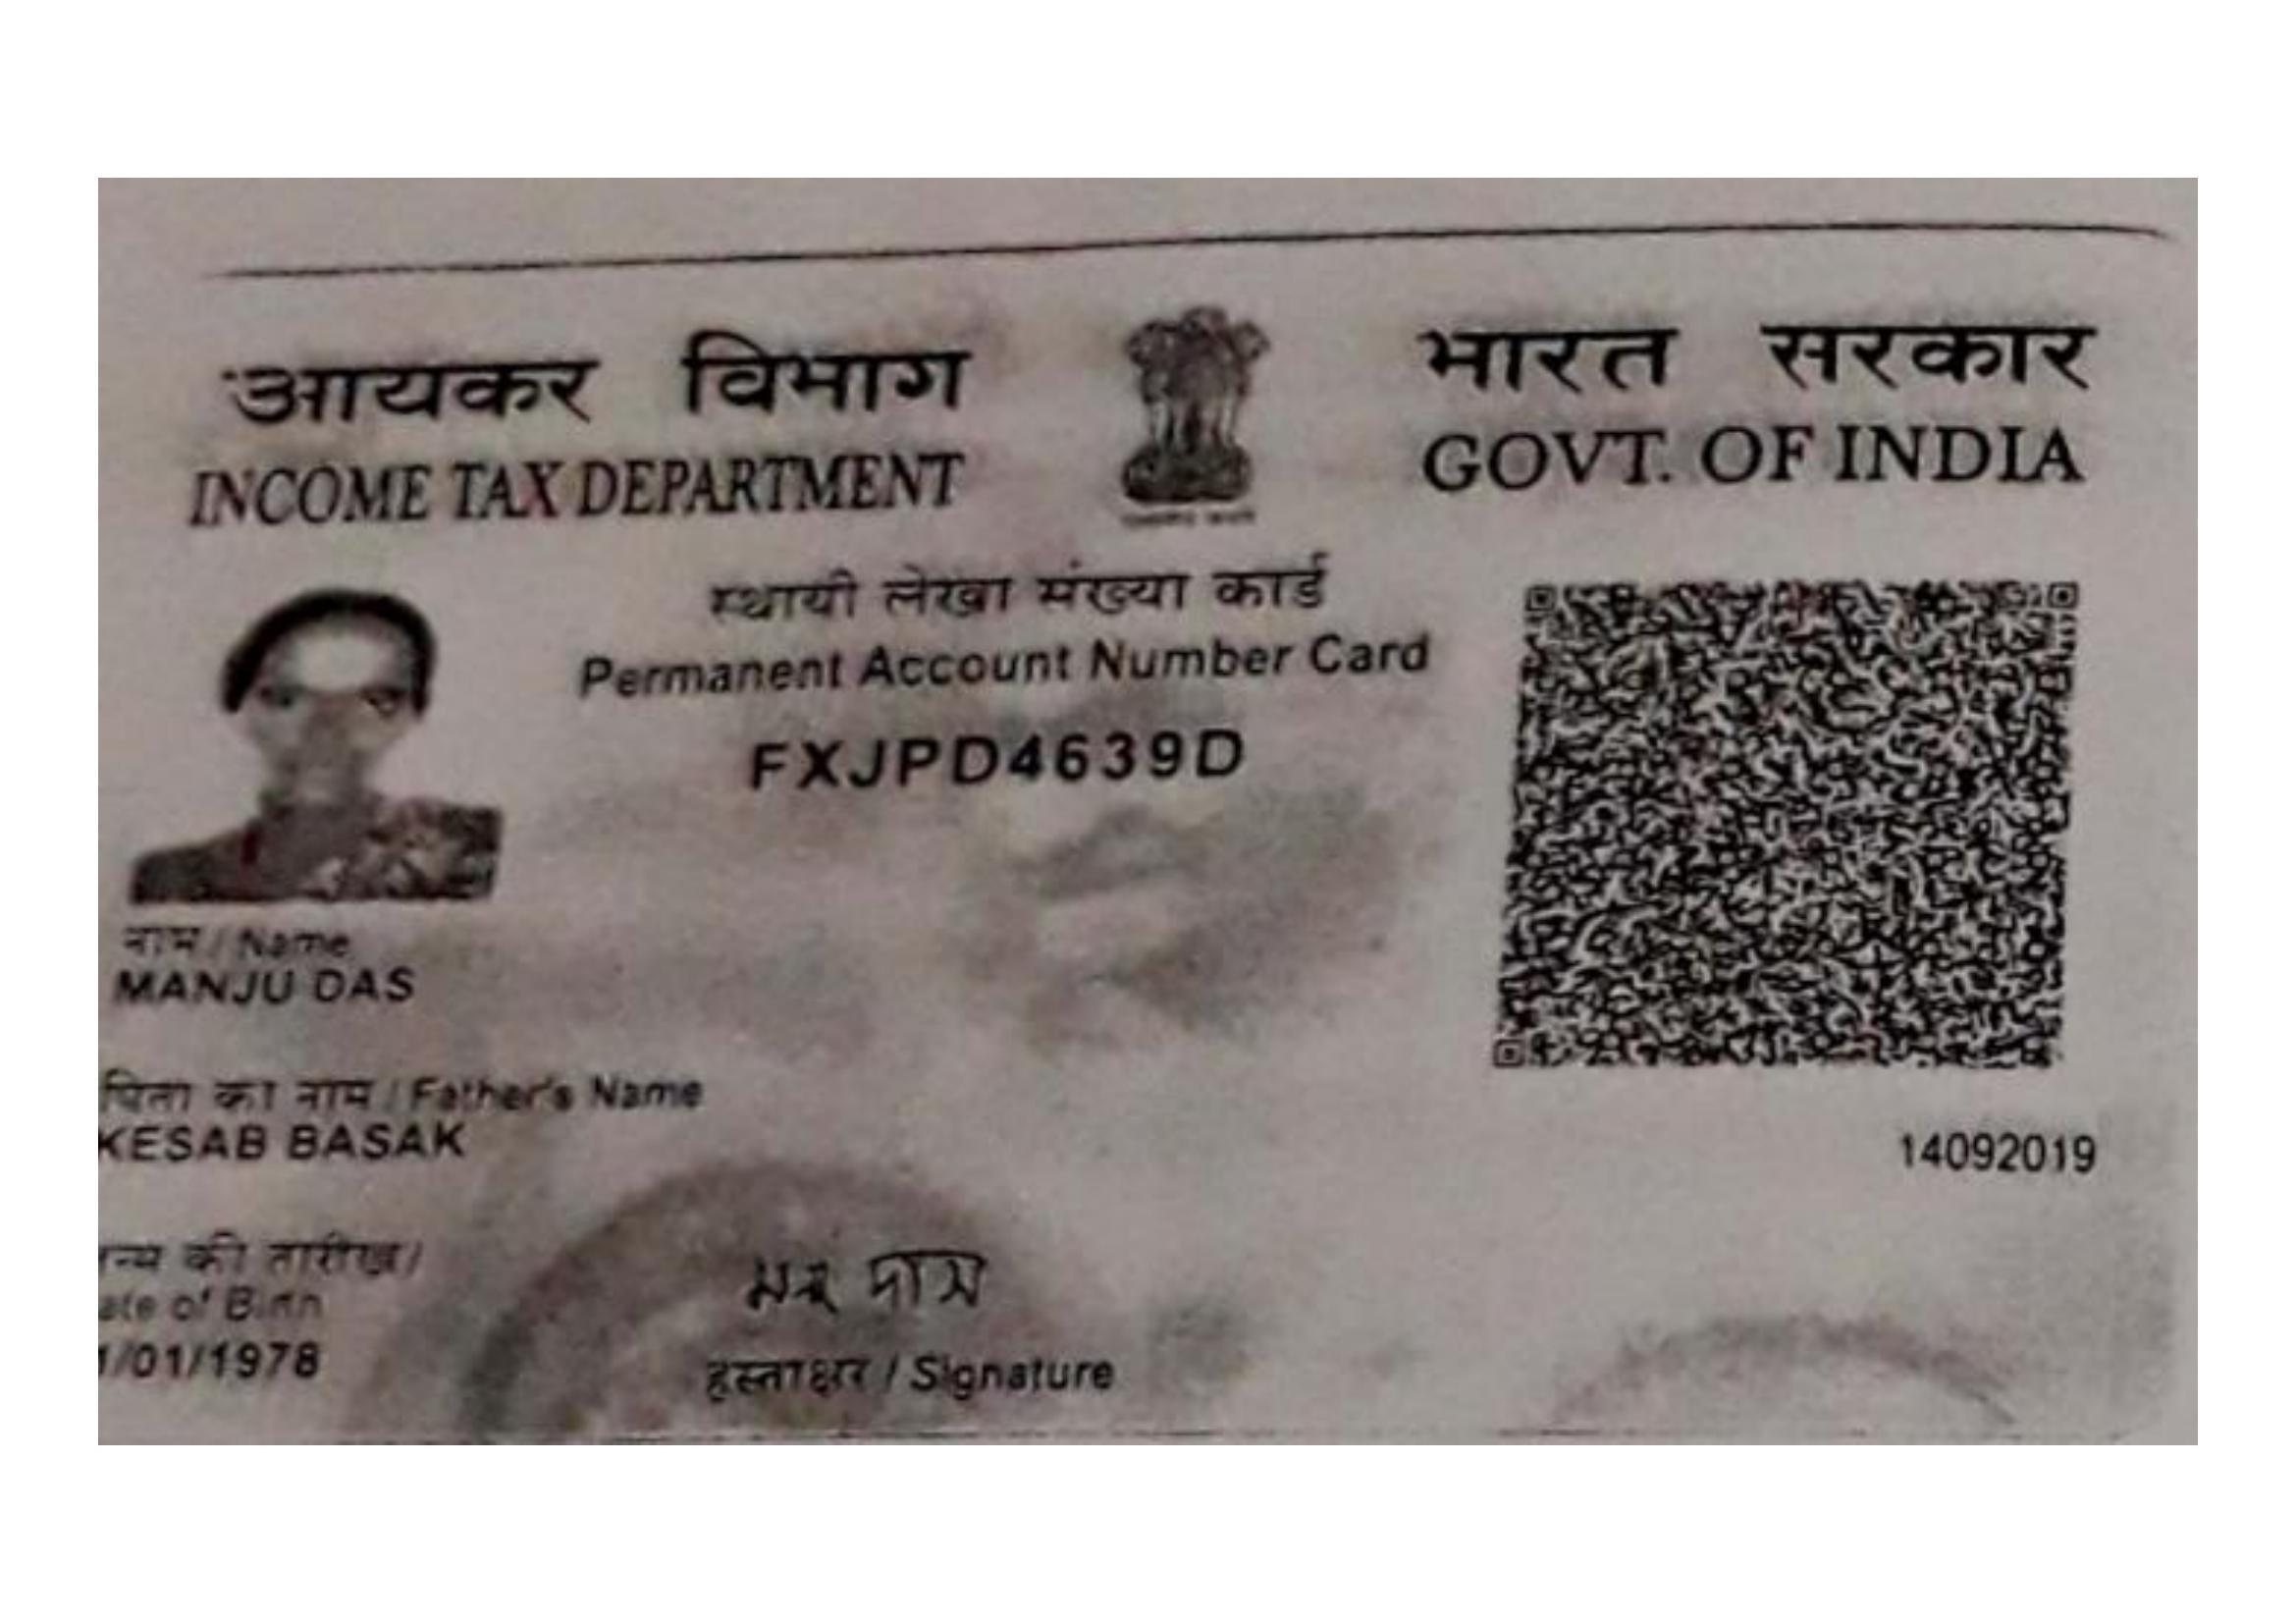 आयकर विभाग
INCOME TAX DEPARTMENT
भारत सरकार
GOVT. OF INDIA
स्थायी लेखा संख्या कार्ड
Permanent Account Number Card
FXJPD4639D
नाम / Name
MANJU DAS
पिता का नाम / Father's Name
KESAB BASAK
14092019
न्म की तारीख /
ate of Birth
1/01/1978
দাস
हस्ताक्षर / Signature